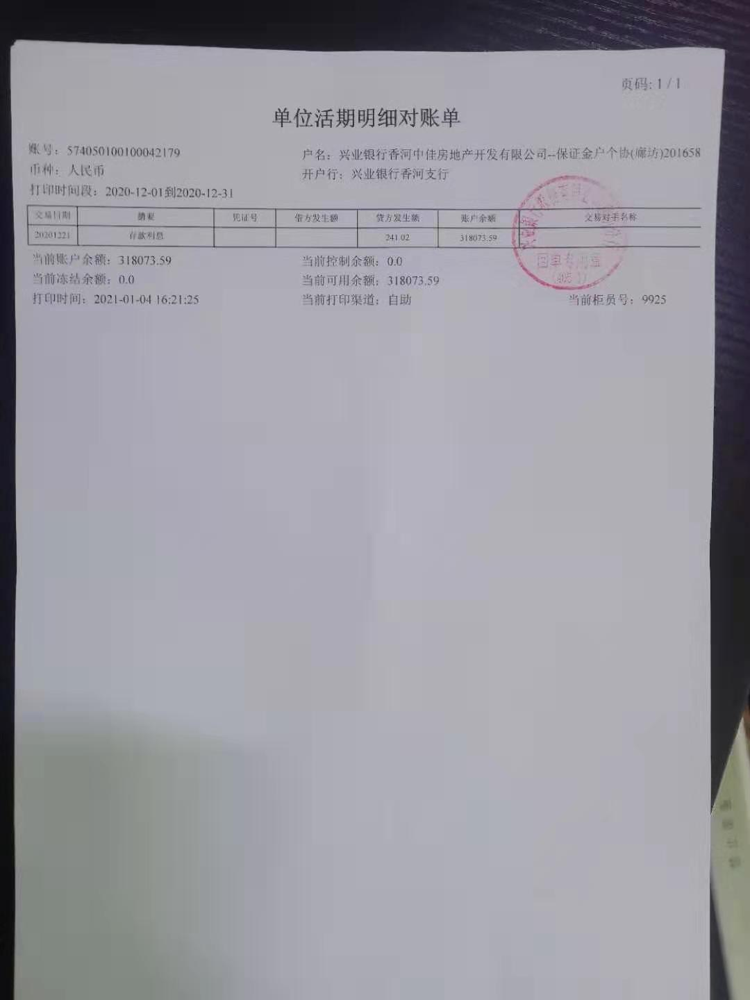 页码: 1 / 1
单位活期明细对账单
账号：574050100100042179
户名：兴业银行香河中佳房地产开发有限公司--保证金户个协(廊坊)201658
币种：人民币
开户行：兴业银行香河支行
打印时间段：2020-12-01到2020-12-31
交易日期 摘要 凭证号 借方发生额 贷方发生额 账户余额 交易对手名称
20201221 存款利息 241.02 318073.59
回单专用章
当前账户余额：318073.59 当前控制余额：0.0
当前冻结余额：0.0 当前可用余额：318073.59
打印时间：2021-01-04 16:21:25 当前打印渠道：自助 当前柜员号：9925